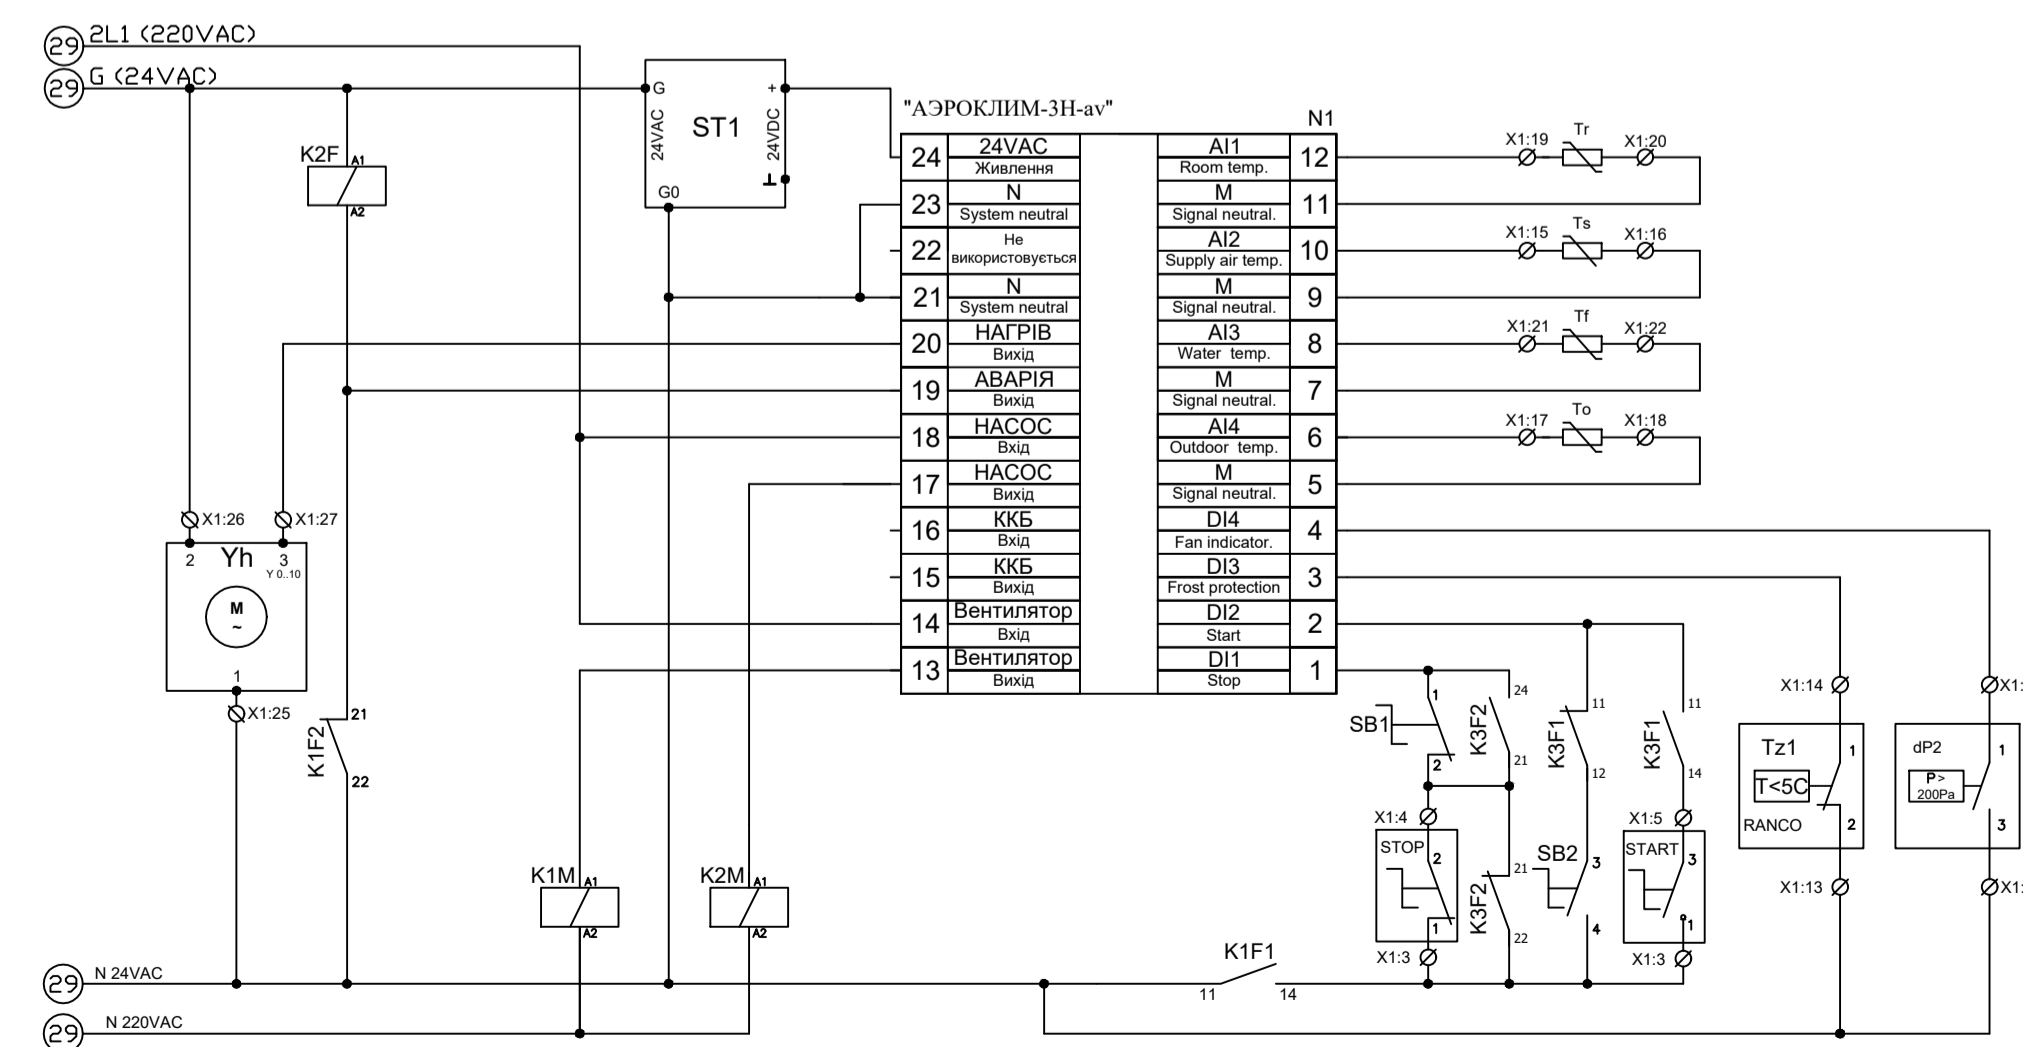 29 2L1 (220VAC)
29 G (24VAC)
K2F A1
A2
G
24VAC
ST1
+
24VDC
G0
"АЭРОКЛИМ-3Н-av"
N1
24 24VAC AI1 12
Живлення Room temp.
23 N M 11
System neutral Signal neutral.
22 Не AI2 10
використовується Supply air temp.
21 N M 9
System neutral Signal neutral.
20 НАГРІВ AI3 8
Вихід Water temp.
19 АВАРІЯ M 7
Вихід Signal neutral.
18 НАСОС AI4 6
Вхід Outdoor temp.
17 НАСОС M 5
Вихід Signal neutral.
16 ККБ DI4 4
Вхід Fan indicator.
15 ККБ DI3 3
Вихід Frost protection
14 Вентилятор DI2 2
Вхід Start
13 Вентилятор DI1 1
Вихід Stop
X1:19 Tr X1:20
X1:15 Ts X1:16
X1:21 Tf X1:22
X1:17 To X1:18
X1:26 X1:27
2 Yh 3
Y 0..10
M
~
1
X1:25
K1F2 21
22
K1M A1
A2
K2M A1
A2
SB1 1
2
K3F2 24
21
K3F1 11
12
K3F1 11
14
X1:4
STOP 2
1
X1:3
K3F2 21
22
SB2 3
4
X1:5
START 3
1
X1:3
X1:14
Tz1 1
T<5C
RANCO 2
X1:13
X1:
dP2 1
P>
200Pa
3
X1:
K1F1
11 14
29 N 24VAC
29 N 220VAC